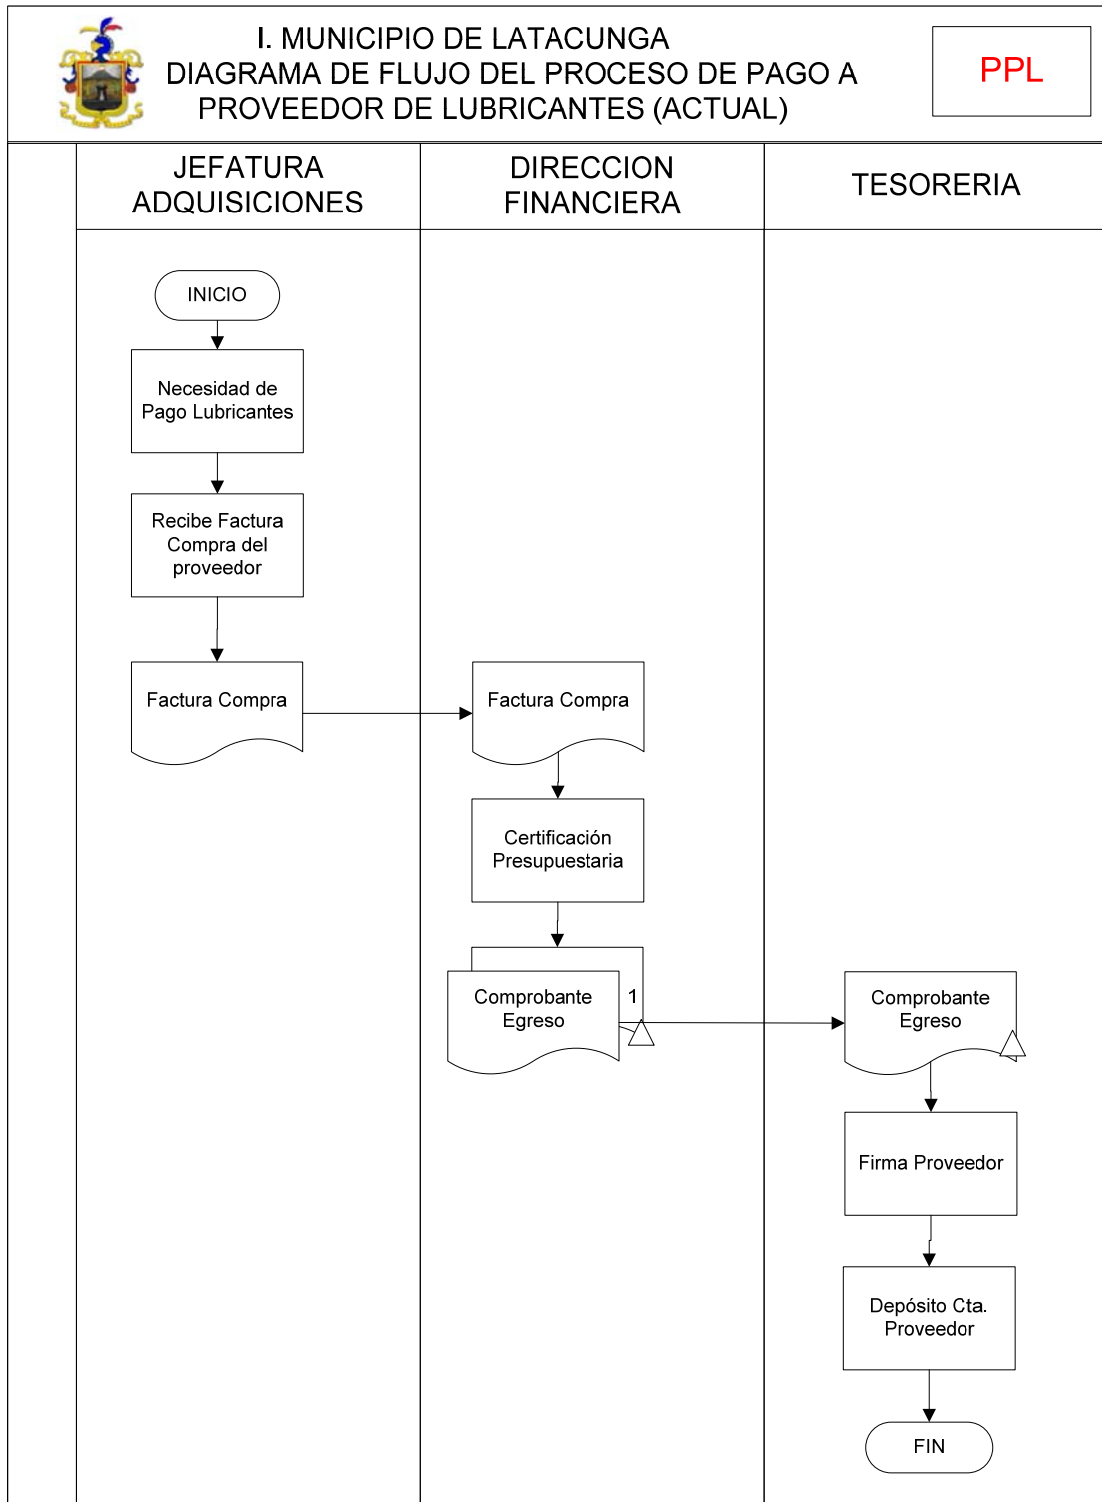 I. MUNICIPIO DE LATACUNGA
DIAGRAMA DE FLUJO DEL PROCESO DE PAGO A
PROVEEDOR DE LUBRICANTES (ACTUAL)
PPL
JEFATURA
ADQUISICIONES
DIRECCION
FINANCIERA
TESORERIA
INICIO
Necesidad de
Pago Lubricantes
Recibe Factura
Compra del
proveedor
Factura Compra
Factura Compra
Certificación
Presupuestaria
Comprobante
Egreso
1
Comprobante
Egreso
Firma Proveedor
Depósito Cta.
Proveedor
FIN